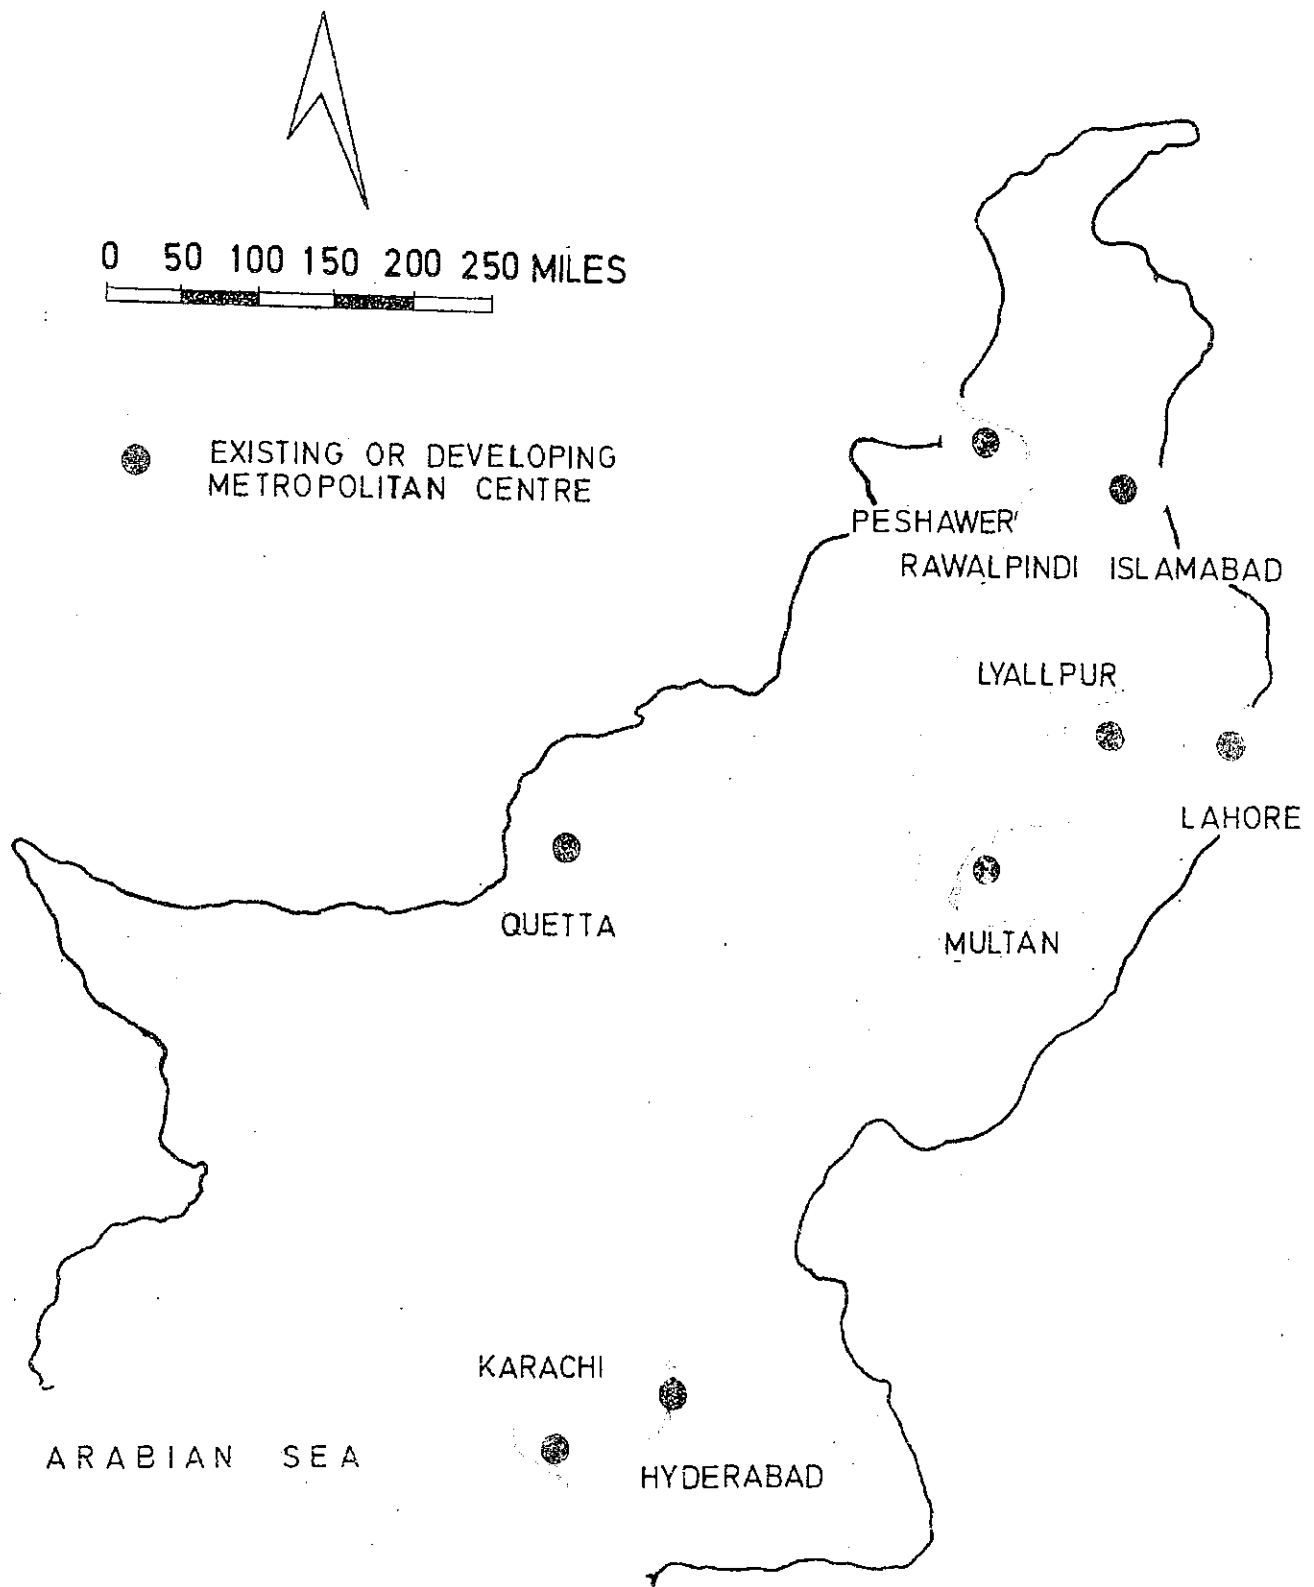 0 50 100 150 200 250 MILES
EXISTING OR DEVELOPING
METROPOLITAN CENTRE
PESHAWER
RAWALPINDI ISLAMABAD
LYALLPUR
LAHORE
QUETTA
MULTAN
KARACHI
ARABIAN SEA
HYDERABAD